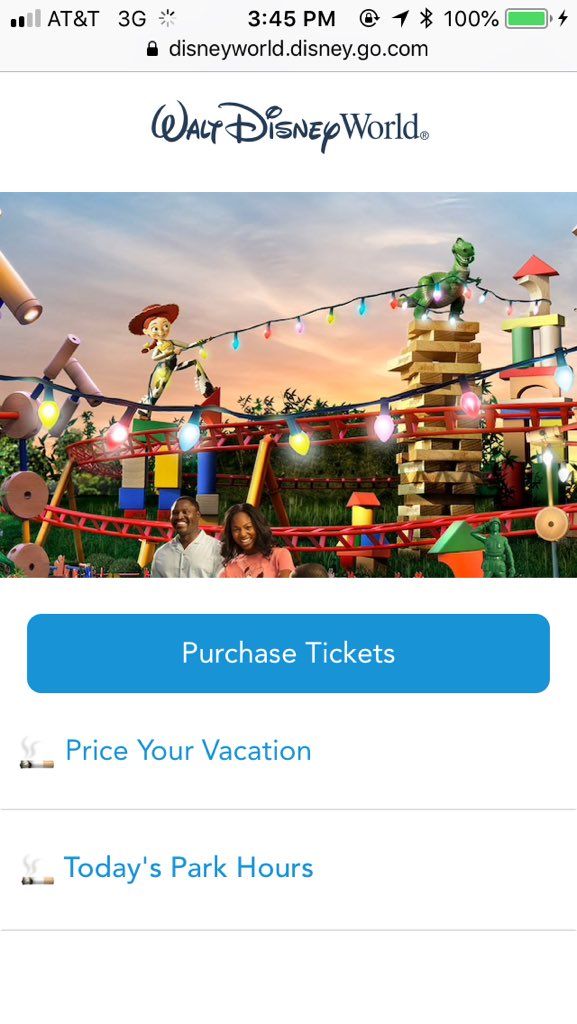 AT&T 3G 3:45 PM 100%
disneyworld.disney.go.com
Walt Disney World®
Purchase Tickets
🚬 Price Your Vacation
🚬 Today's Park Hours